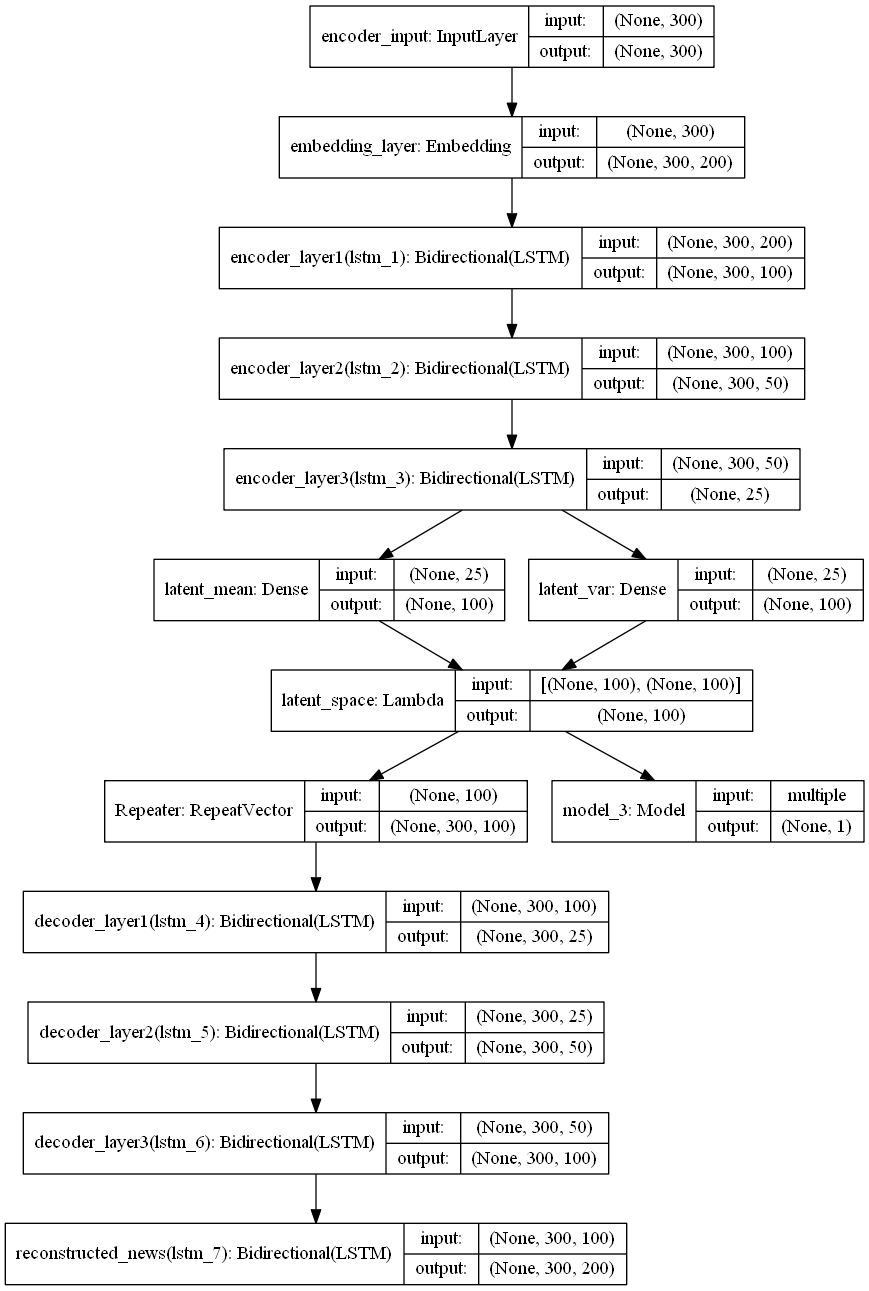 encoder_input: InputLayer
input: (None, 300)
output: (None, 300)
embedding_layer: Embedding
input: (None, 300)
output: (None, 300, 200)
encoder_layer1(lstm_1): Bidirectional(LSTM)
input: (None, 300, 200)
output: (None, 300, 100)
encoder_layer2(lstm_2): Bidirectional(LSTM)
input: (None, 300, 100)
output: (None, 300, 50)
encoder_layer3(lstm_3): Bidirectional(LSTM)
input: (None, 300, 50)
output: (None, 25)
latent_mean: Dense
input: (None, 25)
output: (None, 100)
latent_var: Dense
input: (None, 25)
output: (None, 100)
latent_space: Lambda
input: [(None, 100), (None, 100)]
output: (None, 100)
Repeater: RepeatVector
input: (None, 100)
output: (None, 300, 100)
model_3: Model
input: multiple
output: (None, 1)
decoder_layer1(lstm_4): Bidirectional(LSTM)
input: (None, 300, 100)
output: (None, 300, 25)
decoder_layer2(lstm_5): Bidirectional(LSTM)
input: (None, 300, 25)
output: (None, 300, 50)
decoder_layer3(lstm_6): Bidirectional(LSTM)
input: (None, 300, 50)
output: (None, 300, 100)
reconstructed_news(lstm_7): Bidirectional(LSTM)
input: (None, 300, 100)
output: (None, 300, 200)